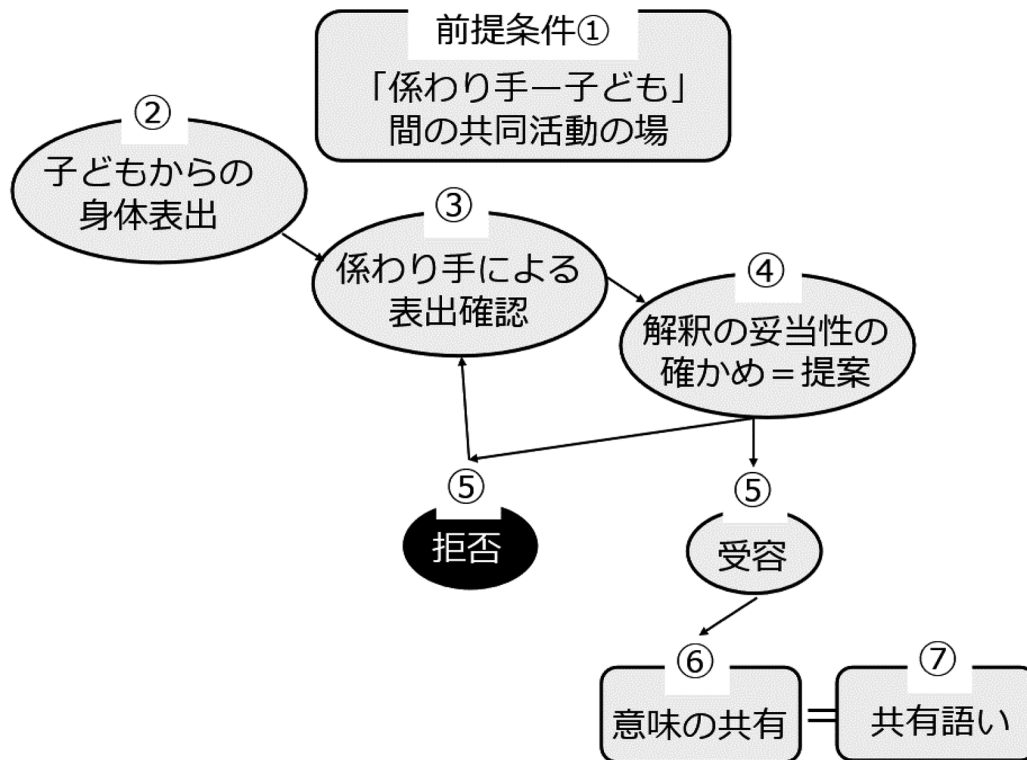 前提条件①
「係わり手ー子ども」
間の共同活動の場
②
子どもからの
身体表出
③
係わり手による
表出確認
④
解釈の妥当性の
確かめ＝提案
⑤
拒否
⑤
受容
⑥
意味の共有
＝
⑦
共有語い